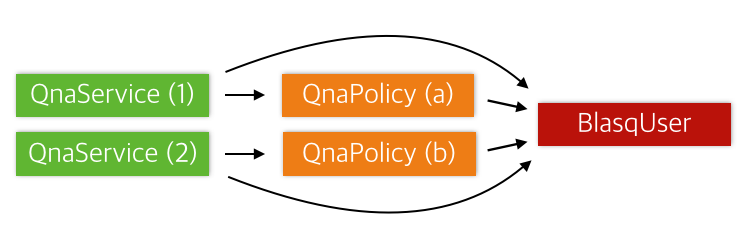 QnaService (1)
QnaPolicy (a)
BlasqUser
QnaService (2)
QnaPolicy (b)